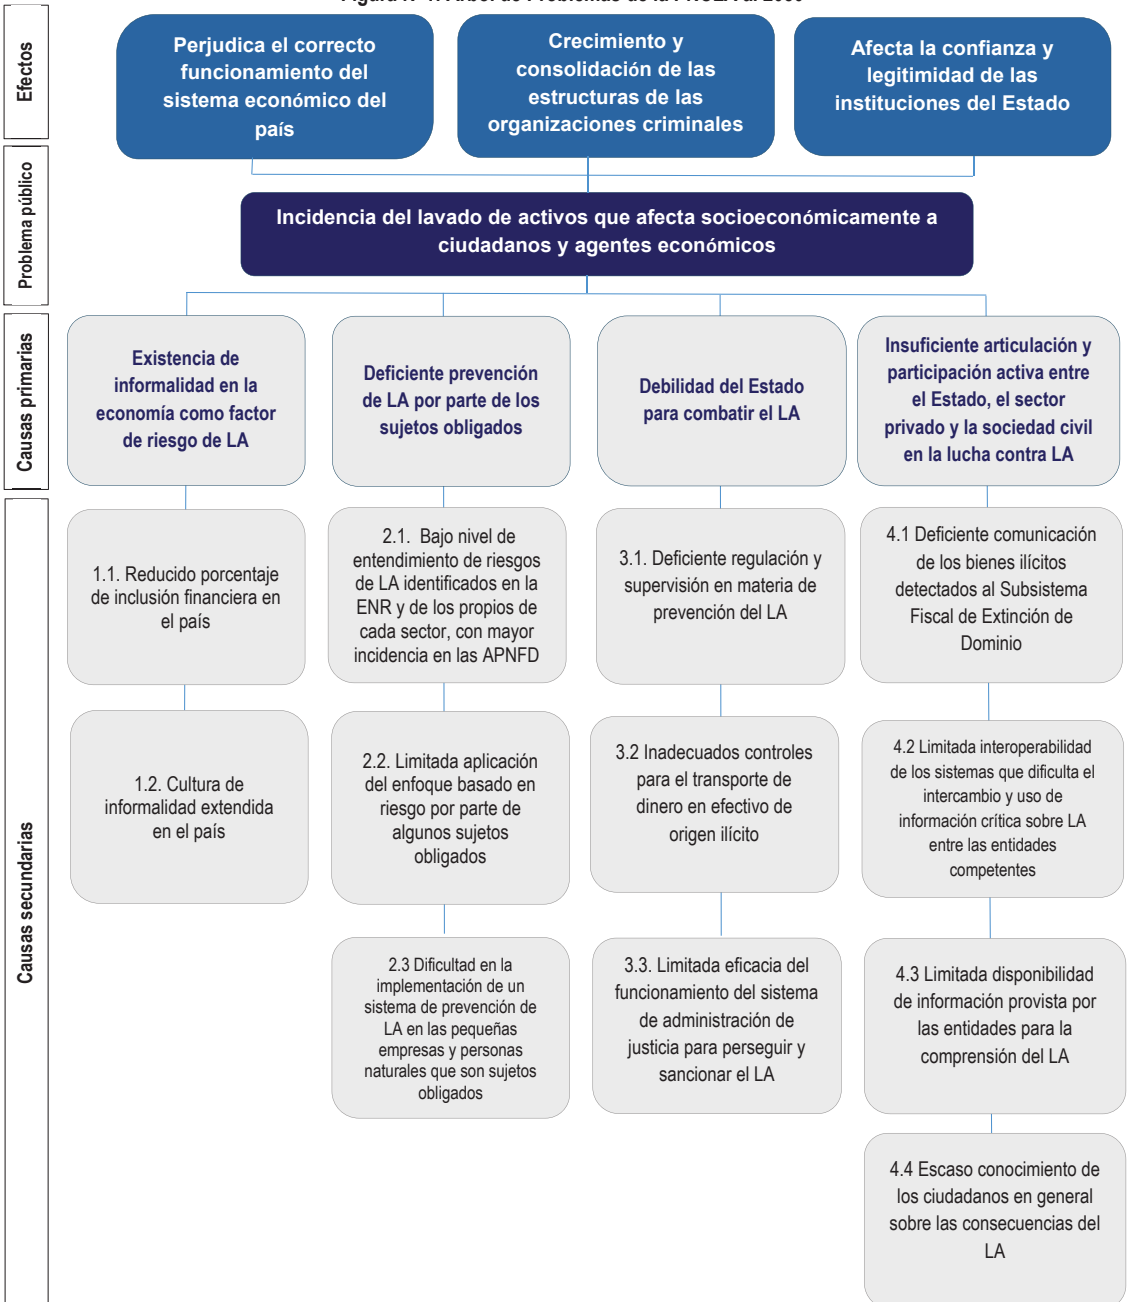 Efectos
Perjudica el correcto
funcionamiento del
sistema económico del
país
Crecimiento y
consolidación de las
estructuras de las
organizaciones criminales
Afecta la confianza y
legitimidad de las
instituciones del Estado
Problema público
Incidencia del lavado de activos que afecta socioeconómicamente a
ciudadanos y agentes económicos
Causas primarias
Existencia de
informalidad en la
economía como factor
de riesgo de LA
Deficiente prevención
de LA por parte de los
sujetos obligados
Debilidad del Estado
para combatir el LA
Insuficiente articulación y
participación activa entre
el Estado, el sector
privado y la sociedad civil
en la lucha contra LA
Causas secundarias
1.1. Reducido porcentaje
de inclusión financiera en
el país
1.2. Cultura de
informalidad extendida
en el país
2.1. Bajo nivel de
entendimiento de riesgos
de LA identificados en la
ENR y de los propios de
cada sector, con mayor
incidencia en las APNFD
2.2. Limitada aplicación
del enfoque basado en
riesgo por parte de
algunos sujetos
obligados
2.3 Dificultad en la
implementación de un
sistema de prevención de
LA en las pequeñas
empresas y personas
naturales que son sujetos
obligados
3.1. Deficiente regulación y
supervisión en materia de
prevención del LA
3.2 Inadecuados controles
para el transporte de
dinero en efectivo de
origen ilícito
3.3. Limitada eficacia del
funcionamiento del sistema
de administración de
justicia para perseguir y
sancionar el LA
4.1 Deficiente comunicación
de los bienes ilícitos
detectados al Subsistema
Fiscal de Extinción de
Dominio
4.2 Limitada interoperabilidad
de los sistemas que dificulta el
intercambio y uso de
información crítica sobre LA
entre las entidades
competentes
4.3 Limitada disponibilidad
de información provista por
las entidades para la
comprensión del LA
4.4 Escaso conocimiento de
los ciudadanos en general
sobre las consecuencias del
LA